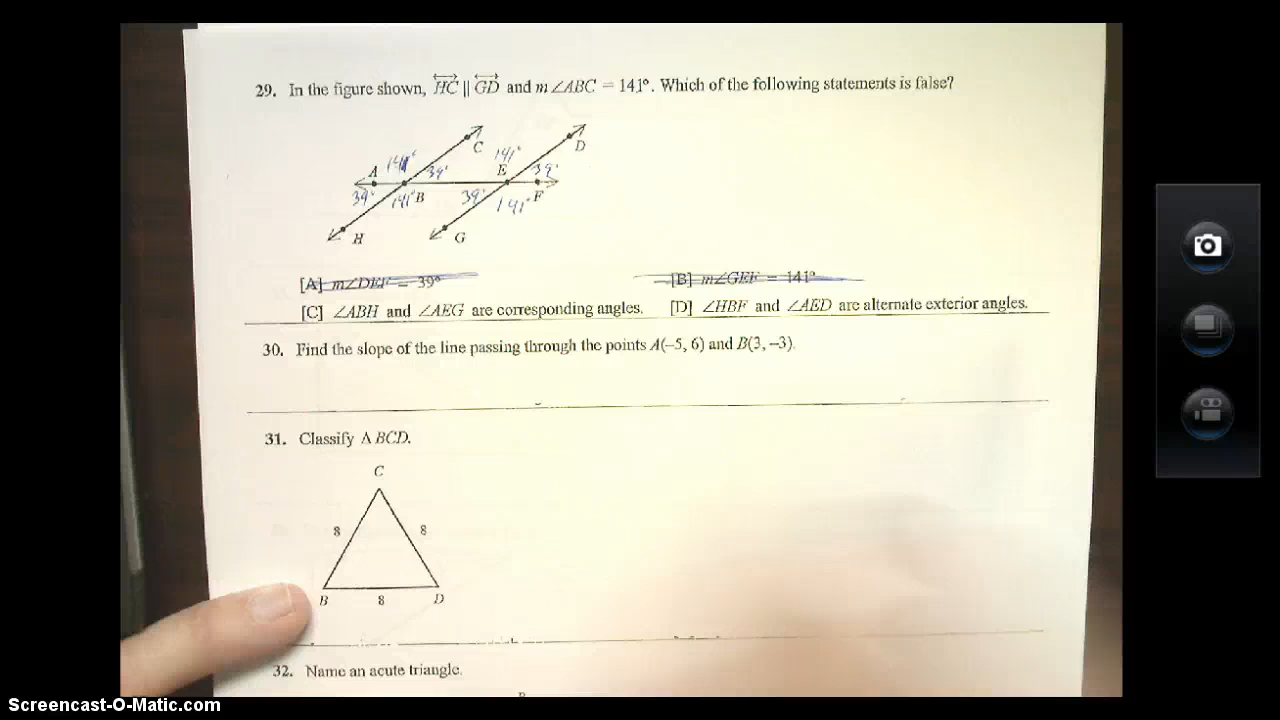 29. In the figure shown, HC || GD and m∠ABC = 141°. Which of the following statements is false?
C
D
141°
141°
A
39°
E
39°
39°
141°
B
39°
141°
F
H
G
[A] m∠DEF = 39°
[B] m∠GEF = 141°
[C] ∠ABH and ∠AEG are corresponding angles.
[D] ∠HBF and ∠AED are alternate exterior angles.
30. Find the slope of the line passing through the points A(–5, 6) and B(3, –3).
31. Classify Δ BCD.
C
8
8
B
8
D
32. Name an acute triangle.
Screencast-O-Matic.com